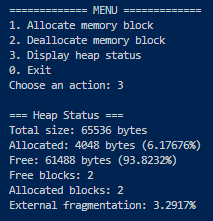 ============= MENU =============
1. Allocate memory block
2. Deallocate memory block
3. Display heap status
0. Exit
Choose an action: 3

=== Heap Status ===
Total size: 65536 bytes
Allocated: 4048 bytes (6.17676%)
Free: 61488 bytes (93.8232%)
Free blocks: 2
Allocated blocks: 2
External fragmentation: 3.2917%